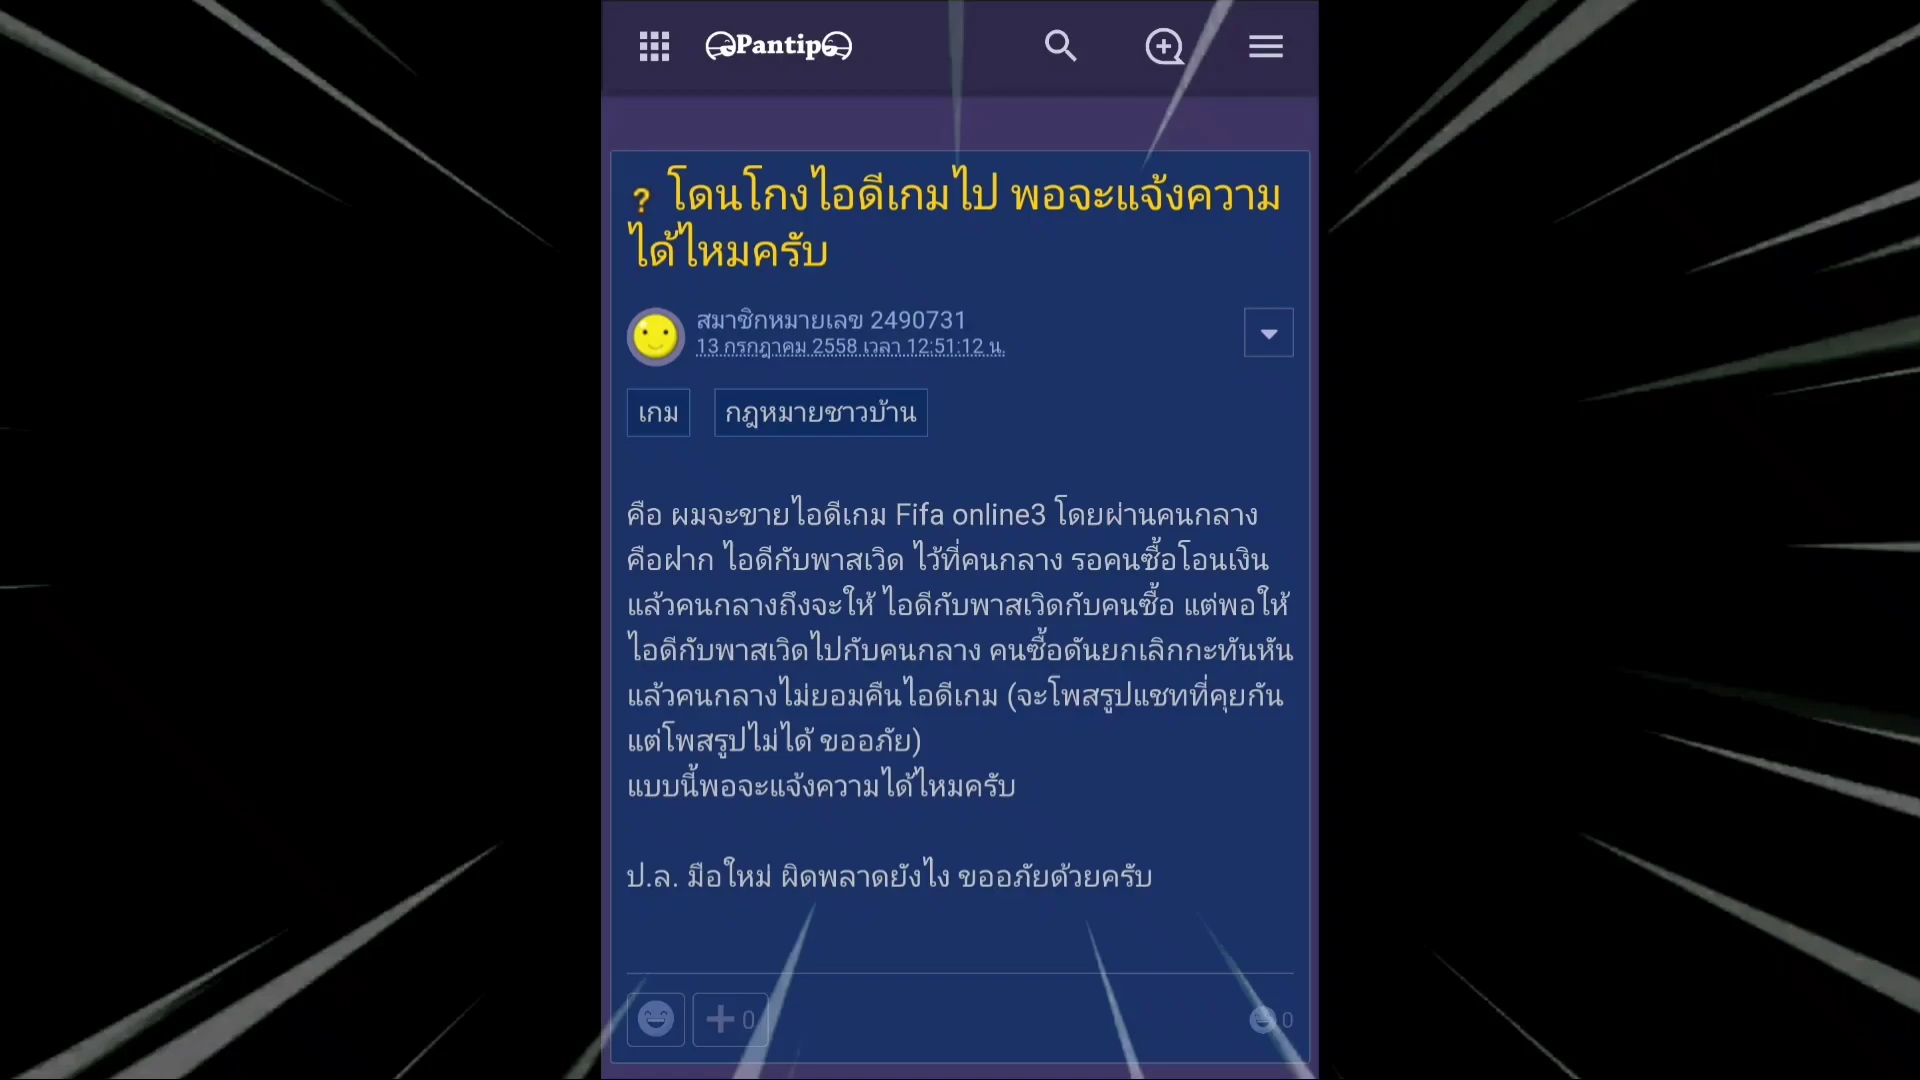 Pantip
? โดนโกงไอดีเกมไป พอจะแจ้งความ
ได้ไหมครับ
สมาชิกหมายเลข 2490731
13 กรกฎาคม 2558 เวลา 12:51:12 น.
เกม กฎหมายชาวบ้าน
คือ ผมจะขายไอดีเกม Fifa online3 โดยผ่านคนกลาง
คือฝาก ไอดีกับพาสเวิด ไว้ที่คนกลาง รอคนซื้อโอนเงิน
แล้วคนกลางถึงจะให้ ไอดีกับพาสเวิดกับคนซื้อ แต่พอให้
ไอดีกับพาสเวิดไปกับคนกลาง คนซื้อดันยกเลิกกะทันหัน
แล้วคนกลางไม่ยอมคืนไอดีเกม (จะโพสรูปแชทที่คุยกัน
แต่โพสรูปไม่ได้ ขออภัย)
แบบนี้พอจะแจ้งความได้ไหมครับ
ป.ล. มือใหม่ ผิดพลาดยังไง ขออภัยด้วยครับ
0 0